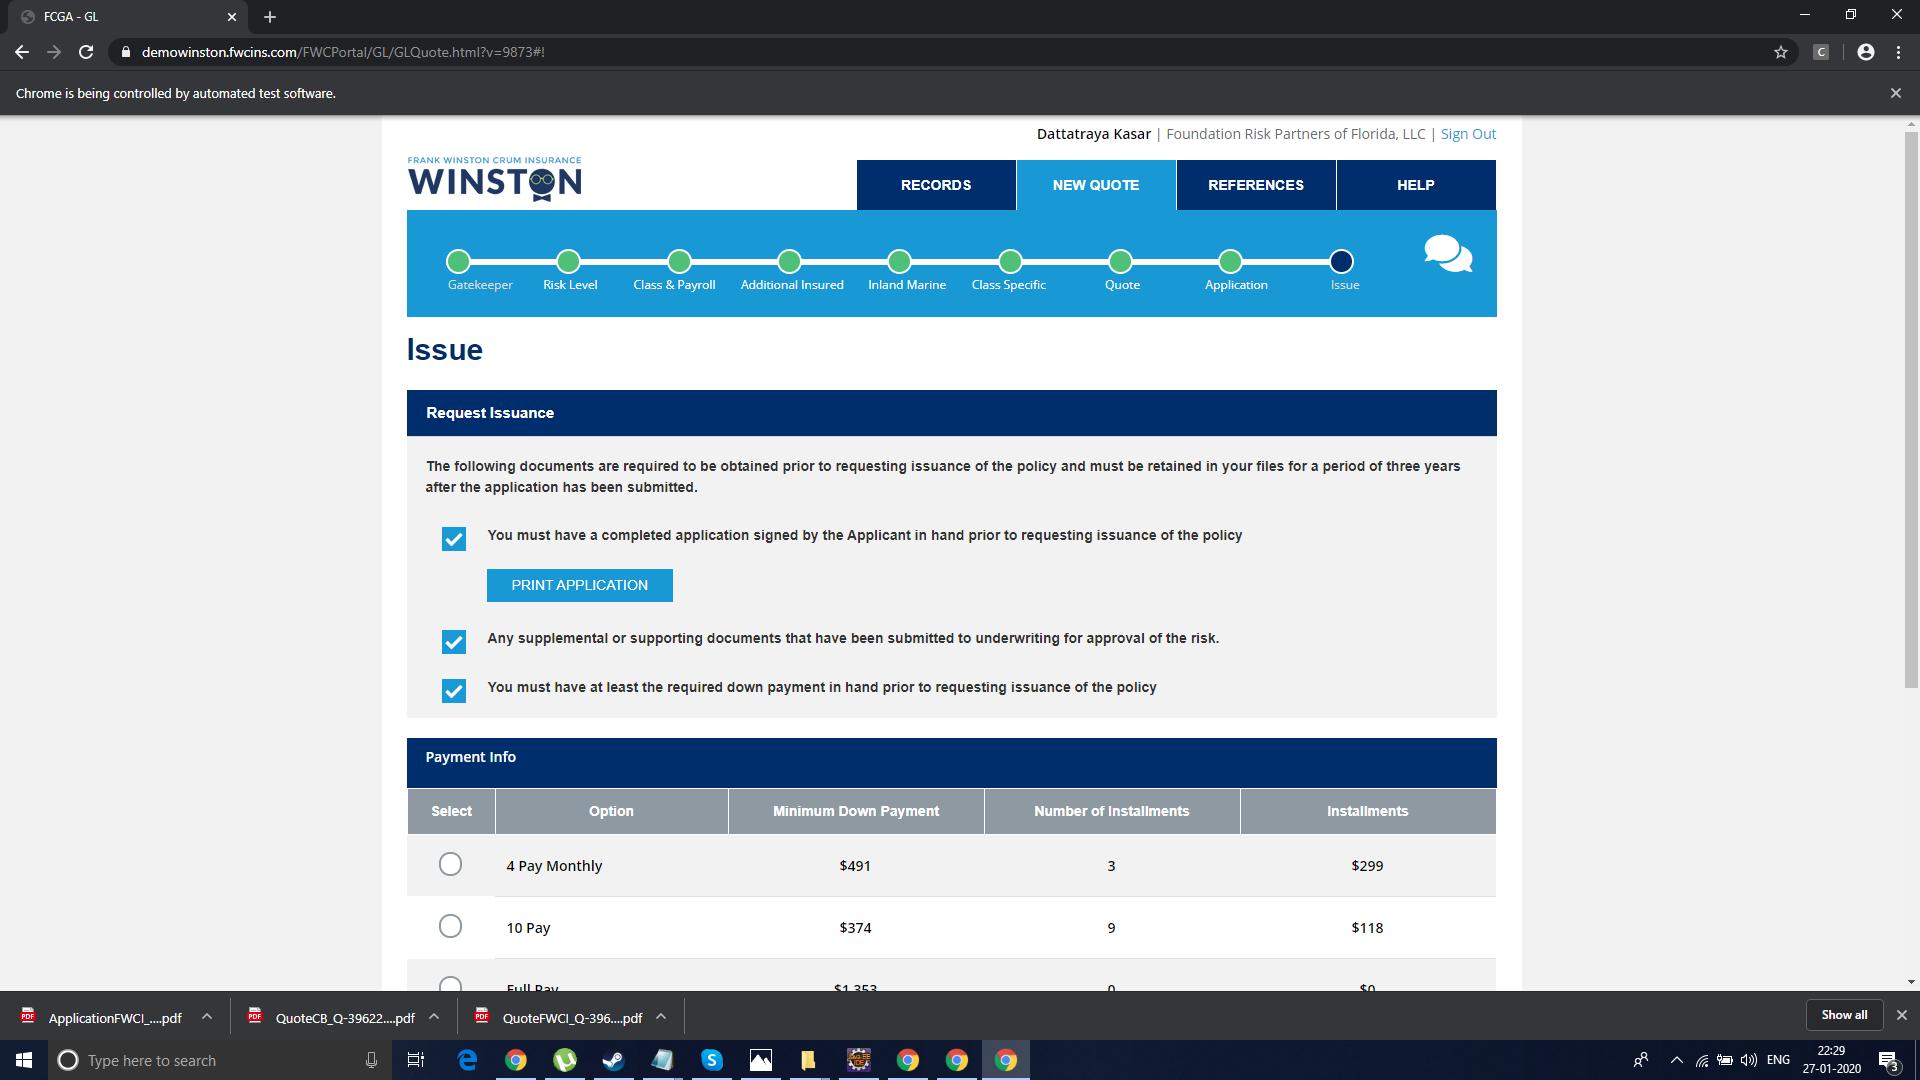 FCGA - GL
demowinston.fwcins.com/FWCPortal/GL/GLQuote.html?v=9873#!
C
Chrome is being controlled by automated test software.
Dattatraya Kasar | Foundation Risk Partners of Florida, LLC | Sign Out
FRANK WINSTON CRUM INSURANCE
WINSTON
RECORDS
NEW QUOTE
REFERENCES
HELP
Gatekeeper
Risk Level
Class & Payroll
Additional Insured
Inland Marine
Class Specific
Quote
Application
Issue
Issue
Request Issuance
The following documents are required to be obtained prior to requesting issuance of the policy and must be retained in your files for a period of three years
after the application has been submitted.
You must have a completed application signed by the Applicant in hand prior to requesting issuance of the policy
PRINT APPLICATION
Any supplemental or supporting documents that have been submitted to underwriting for approval of the risk.
You must have at least the required down payment in hand prior to requesting issuance of the policy
Payment Info
Select Option Minimum Down Payment Number of Installments Installments
4 Pay Monthly $491 3 $299
10 Pay $374 9 $118
Full Pay $1,353 0 $0
ApplicationFWCI_....pdf
QuoteCB_Q-39622....pdf
QuoteFWCI_Q-396....pdf
Show all
Type here to search
ENG
22:29
27-01-2020
3